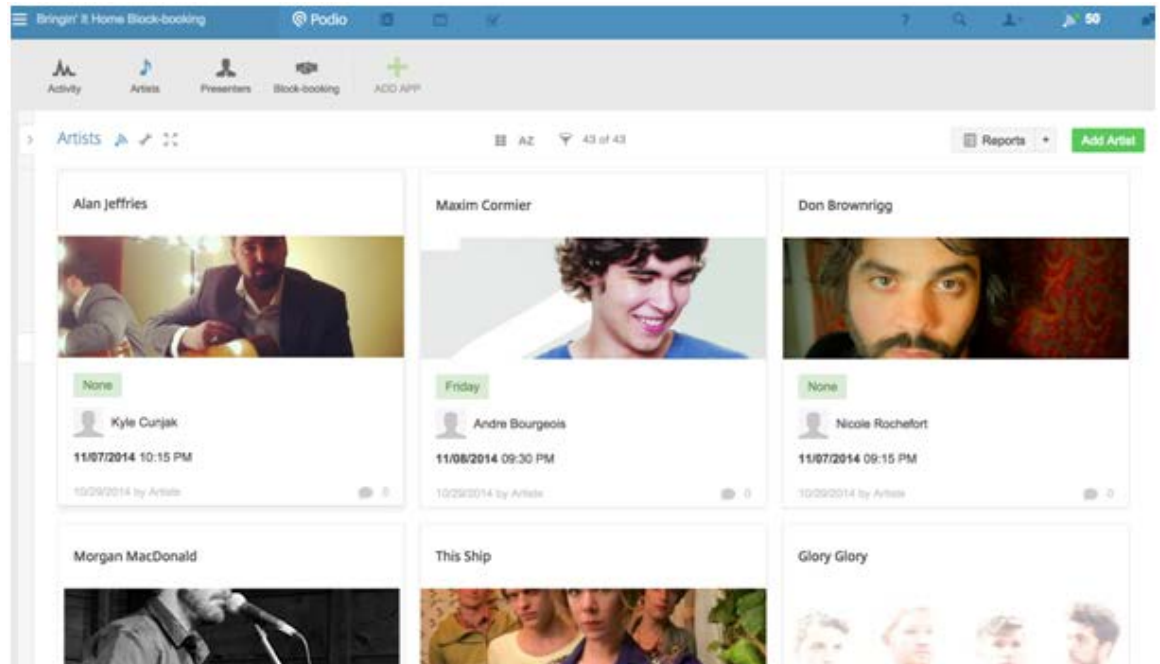 Bringin' It Home Block-booking
Podio
?
50
Activity
Artists
Presenters
Block-booking
ADD APP
Artists
AZ
43 of 43
Reports
+
Add Artist
Alan Jeffries
Maxim Cormier
Don Brownrigg
None
Friday
None
Kyle Cunjak
Andre Bourgeois
Nicole Rochefort
11/07/2014 10:15 PM
11/08/2014 09:30 PM
11/07/2014 09:15 PM
10/29/2014 by Artiste
0
10/29/2014 by Artiste
0
10/29/2014 by Artiste
0
Morgan MacDonald
This Ship
Glory Glory